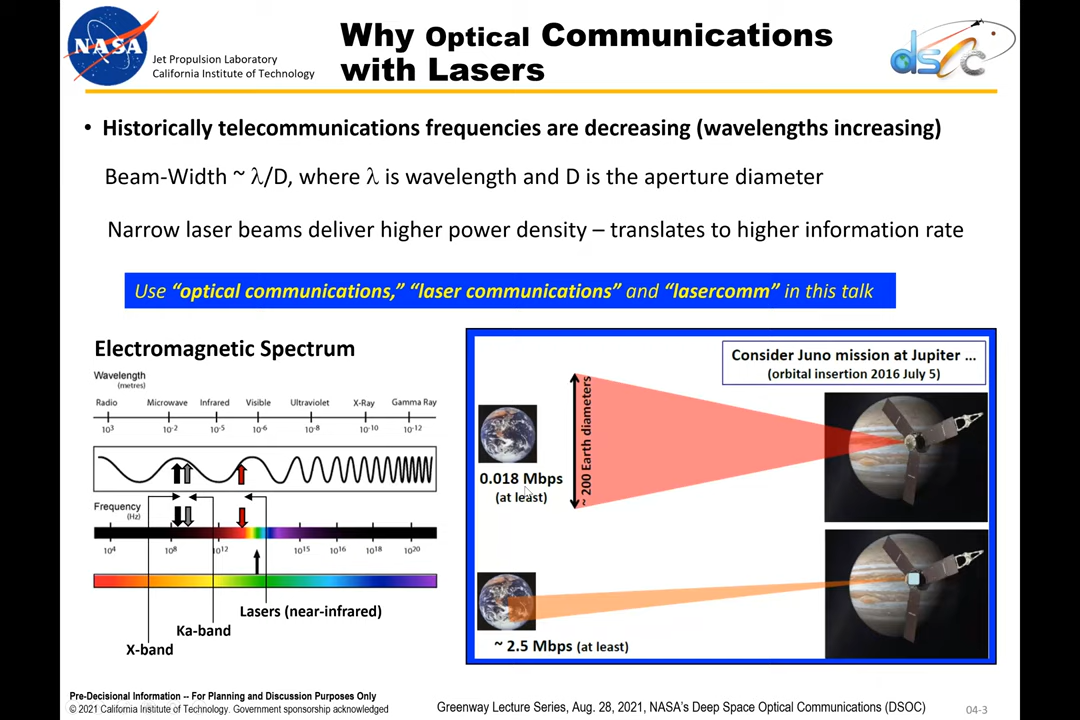 NASA
Jet Propulsion Laboratory
California Institute of Technology
Why Optical Communications
with Lasers
dsoc
• Historically telecommunications frequencies are decreasing (wavelengths increasing)
Beam-Width ~ λ/D, where λ is wavelength and D is the aperture diameter
Narrow laser beams deliver higher power density – translates to higher information rate
Use “optical communications,” “laser communications” and “lasercomm” in this talk
Electromagnetic Spectrum
Wavelength
(metres)
Radio Microwave Infrared Visible Ultraviolet X-Ray Gamma Ray
10³ 10⁻² 10⁻⁵ 10⁻⁶ 10⁻⁸ 10⁻¹⁰ 10⁻¹²
Frequency
(Hz)
10⁴ 10⁸ 10¹² 10¹⁵ 10¹⁶ 10¹⁸ 10²⁰
Lasers (near-infrared)
Ka-band
X-band
Consider Juno mission at Jupiter ...
(orbital insertion 2016 July 5)
~ 200 Earth diameters
0.018 Mbps
(at least)
~ 2.5 Mbps (at least)
Pre-Decisional Information -- For Planning and Discussion Purposes Only
© 2021 California Institute of Technology. Government sponsorship acknowledged
Greenway Lecture Series, Aug. 28, 2021, NASA’s Deep Space Optical Communications (DSOC)
04-3